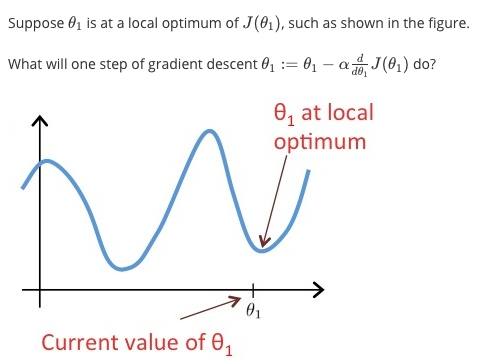 Suppose θ₁ is at a local optimum of J(θ₁), such as shown in the figure.
What will one step of gradient descent θ₁ := θ₁ − α d/dθ₁ J(θ₁) do?
θ₁ at local
optimum
θ₁
Current value of θ₁